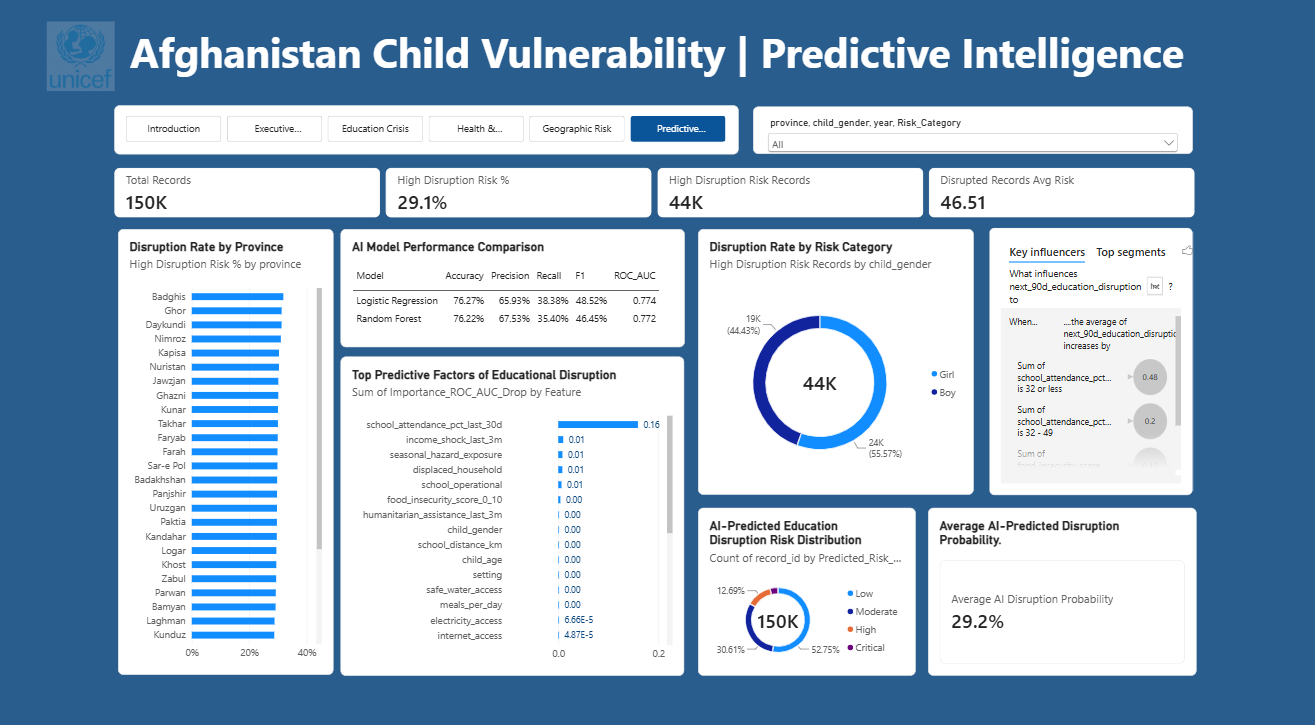 unicef
Afghanistan Child Vulnerability | Predictive Intelligence
Introduction
Executive...
Education Crisis
Health &...
Geographic Risk
Predictive...
province, child_gender, year, Risk_Category
All
Total Records
150K
High Disruption Risk %
29.1%
High Disruption Risk Records
44K
Disrupted Records Avg Risk
46.51
Disruption Rate by Province
High Disruption Risk % by province
Badghis
Ghor
Daykundi
Nimroz
Kapisa
Nuristan
Jawzjan
Ghazni
Kunar
Takhar
Faryab
Farah
Sar-e Pol
Badakhshan
Panjshir
Uruzgan
Paktia
Kandahar
Logar
Khost
Zabul
Parwan
Bamyan
Laghman
Kunduz
0% 20% 40%
AI Model Performance Comparison
Model Accuracy Precision Recall F1 ROC_AUC
Logistic Regression 76.27% 65.93% 38.38% 48.52% 0.774
Random Forest 76.22% 67.53% 35.40% 46.45% 0.772
Top Predictive Factors of Educational Disruption
Sum of Importance_ROC_AUC_Drop by Feature
school_attendance_pct_last_30d 0.16
income_shock_last_3m 0.01
seasonal_hazard_exposure 0.01
displaced_household 0.01
school_operational 0.01
food_insecurity_score_0_10 0.00
humanitarian_assistance_last_3m 0.00
child_gender 0.00
school_distance_km 0.00
child_age 0.00
setting 0.00
safe_water_access 0.00
meals_per_day 0.00
electricity_access 6.66E-5
internet_access 4.87E-5
0.0 0.2
Disruption Rate by Risk Category
High Disruption Risk Records by child_gender
19K
(44.43%)
44K
24K
(55.57%)
Girl
Boy
Key influencers Top segments
What influences
next_90d_education_disruption
to
?
When...
....the average of
next_90d_education_disruptic
increases by
Sum of
school_attendance_pct...
is 32 or less
0.48
Sum of
school_attendance_pct...
is 32 - 49
0.2
Sum of
AI-Predicted Education
Disruption Risk Distribution
Count of record_id by Predicted_Risk_...
12.69%
30.61%
150K
52.75%
Low
Moderate
High
Critical
Average AI-Predicted Disruption
Probability.
Average AI Disruption Probability
29.2%